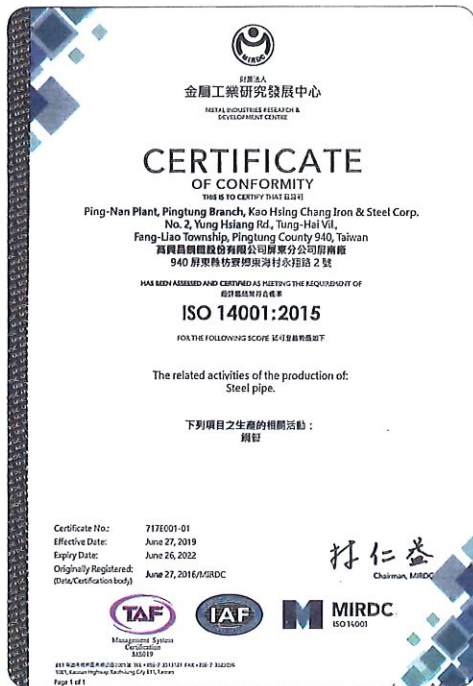 MIRDC
財團法人
金屬工業研究發展中心
METAL INDUSTRIES RESEARCH &
DEVELOPMENT CENTRE
CERTIFICATE
OF CONFORMITY
THIS IS TO CERTIFY THAT 茲證明
Ping-Nan Plant, Pingtung Branch, Kao Hsing Chang Iron & Steel Corp.
No. 2, Yung Hsiang Rd., Tung-Hai Vil.,
Fang-Liao Township, Pingtung County 940, Taiwan
高興昌鋼鐵股份有限公司屏東分公司屏南廠
940 屏東縣枋寮鄉東海村永翔路 2 號
HAS BEEN ASSESSED AND CERTIFIED AS MEETING THE REQUIREMENT OF
ISO 14001:2015
FOR THE FOLLOWING SCOPE
The related activities of the production of:
Steel pipe.
下列項目之生產的相關活動:
鋼管
Certificate No.: 717E001-01
Effective Date: June 27, 2019
Expiry Date: June 26, 2022
Originally Registered: June 27, 2016/MIRDC
(Date/Certification body)
Chairman, MIRDC
TAF
Management System
Certification
MS019
IAF
MIRDC
ISO 14001
Page 1 of 1